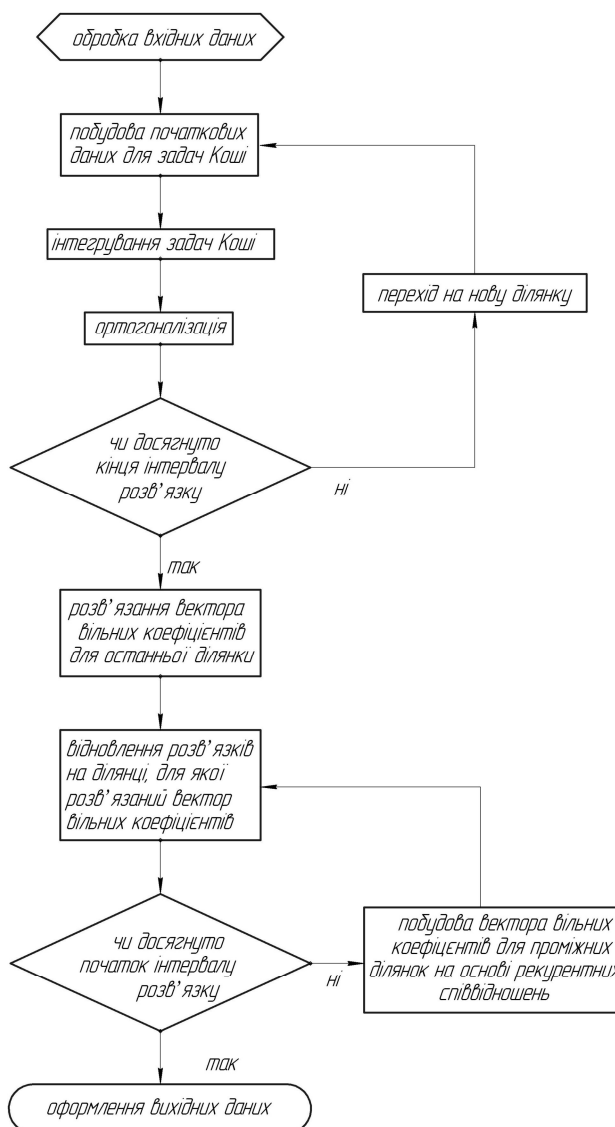 обробка вхідних даних
побудова початкових
даних для задач Коші
інтегрування задач Коші
перехід на нову ділянку
ортогоналізація
чи досягнуто
кінця інтервалу
розв'язку
ні
так
розв'язання вектора
вільних коефіцієнтів
для останньої ділянки
відновлення розв'язків
на ділянці, для якої
розв'язаний вектор
вільних коефіцієнтів
чи досягнуто
початок інтервалу
розв'язку
ні
побудова вектора вільних
коефіцентів для проміжних
ділянок на основі рекурентних
співвідношень
так
оформлення вихідних даних